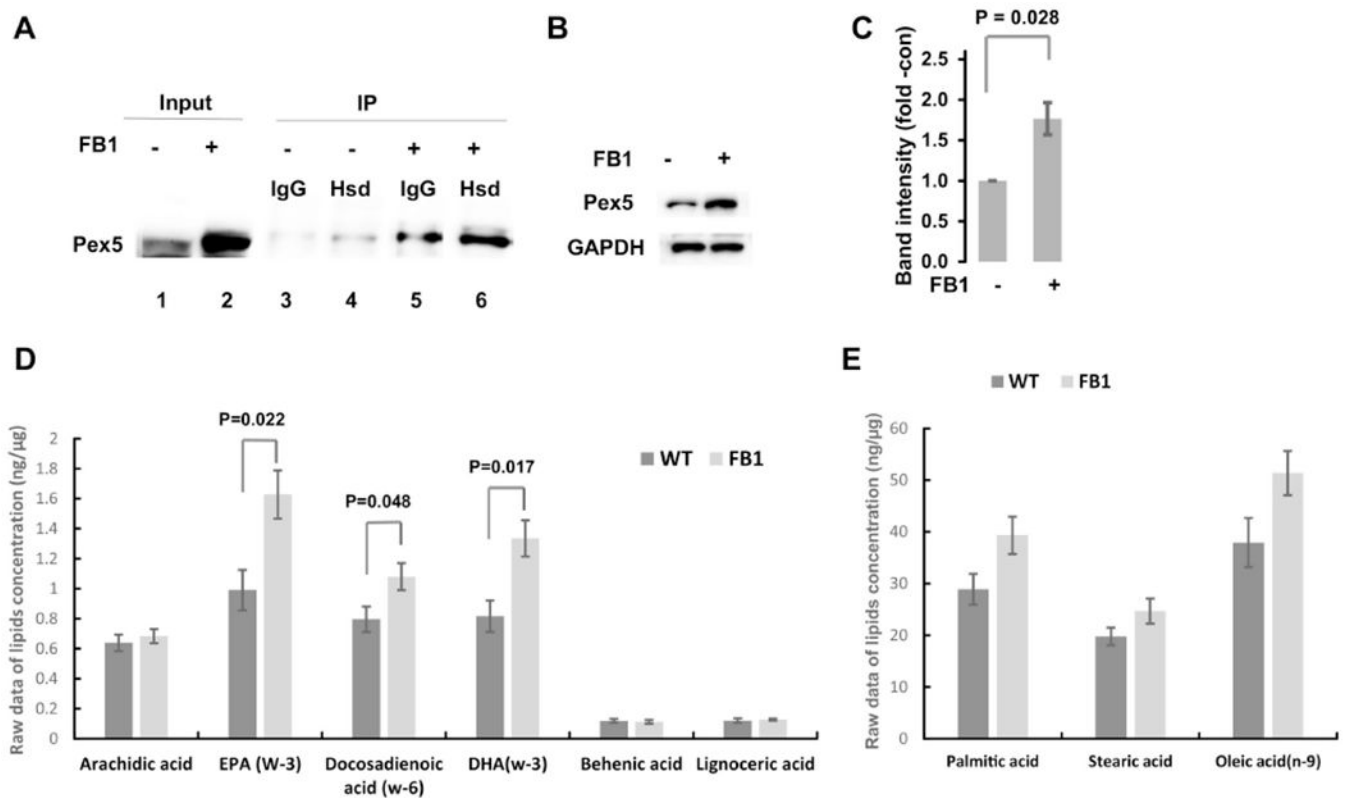 A
Input IP
FB1 - + - - + +
IgG Hsd IgG Hsd
Pex5
1 2 3 4 5 6
B
FB1 - +
Pex5
GAPDH
C
P = 0.028
Band intensity (fold -con)
2.5
2.0
1.5
1.0
0.5
0.0
FB1 - +
D
Raw data of lipids concentration (ng/μg)
2
1.8
1.6
1.4
1.2
1
0.8
0.6
0.4
0.2
0
P=0.022
P=0.048
P=0.017
WT FB1
Arachidic acid EPA (W-3) Docosadienoic DHA(w-3) Behenic acid Lignoceric acid
acid (w-6)
E
WT FB1
Raw data of lipids concentration (ng/μg)
60
50
40
30
20
10
0
Palmitic acid Stearic acid Oleic acid(n-9)